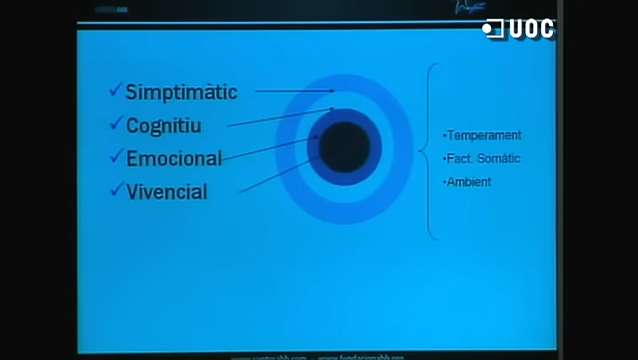 UOC
Simptimàtic
Cognitiu
Emocional
Vivencial
•Temperament
•Fact. Somàtic
•Ambient